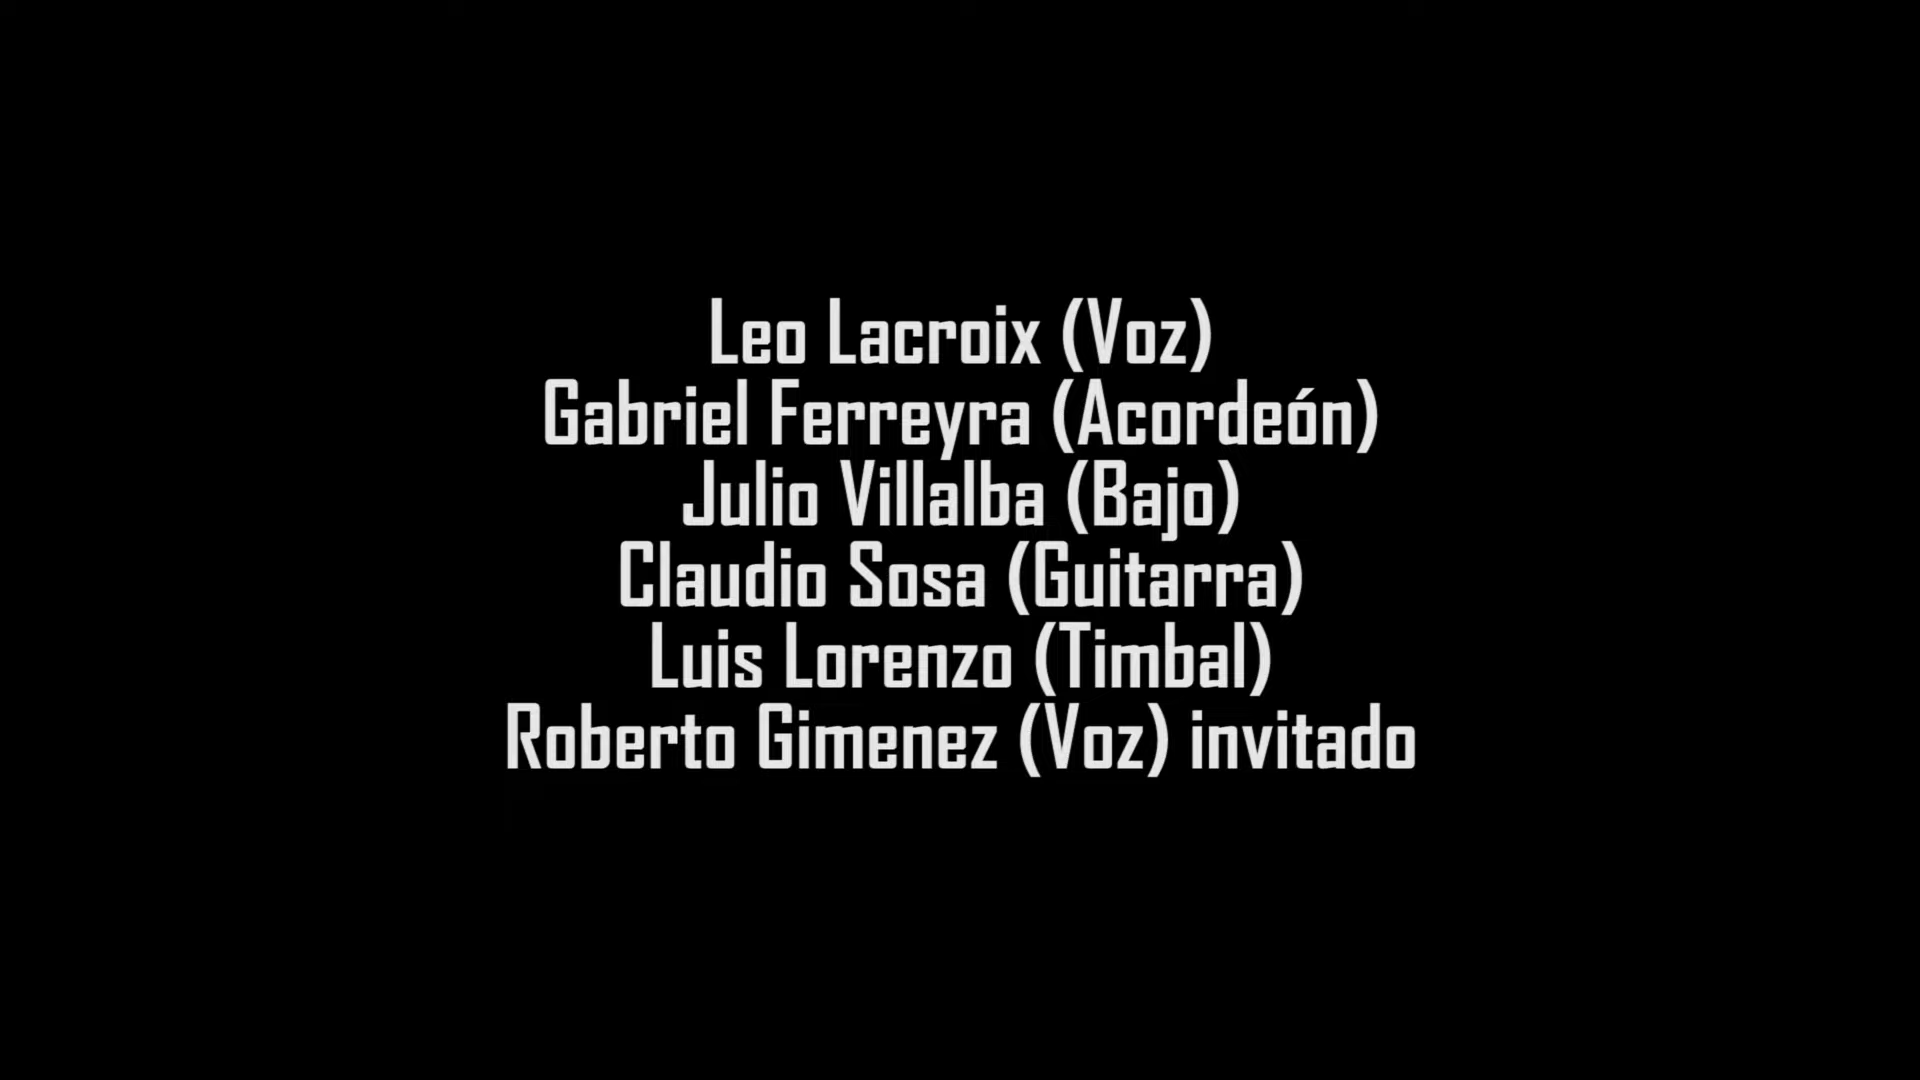 Leo Lacroix (Voz)
Gabriel Ferreyra (Acordeón)
Julio Villalba (Bajo)
Claudio Sosa (Guitarra)
Luis Lorenzo (Timbal)
Roberto Gimenez (Voz) invitado